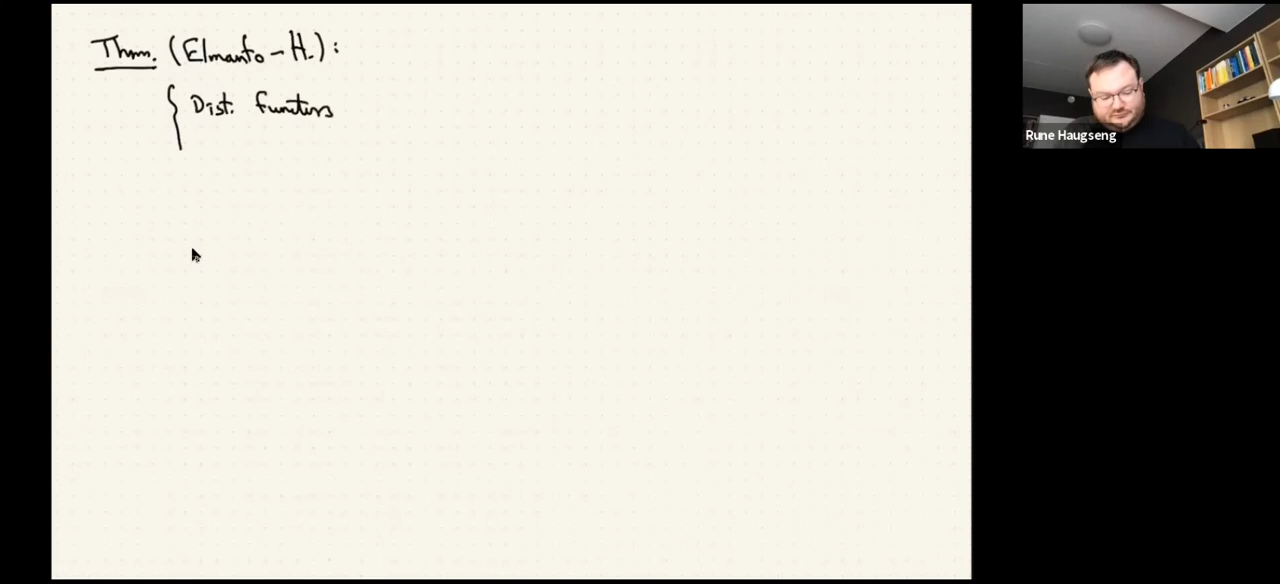 Thm. (Elmanto – H.):
{ Dist. functors
Rune Haugseng